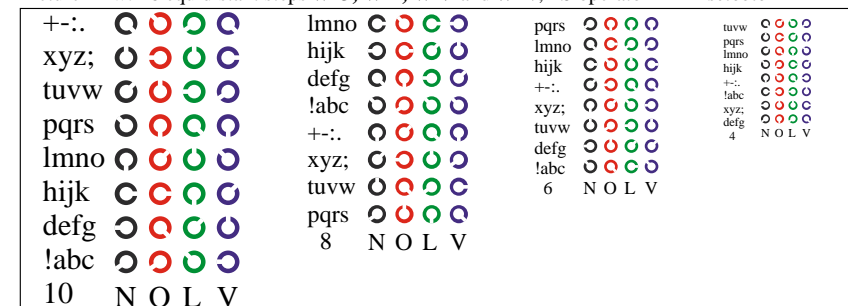 +-:.
xyz;
tuvw
pqrs
lmno
hijk
defg
!abc
10 N O L V
lmno
hijk
defg
!abc
+-:.
xyz;
tuvw
pqrs
8 N O L V
pqrs
lmno
hijk
+-:.
xyz;
tuvw
defg
!abc
6 N O L V
tuvw
pqrs
lmno
hijk
+-:.
!abc
xyz;
defg
4 N O L V